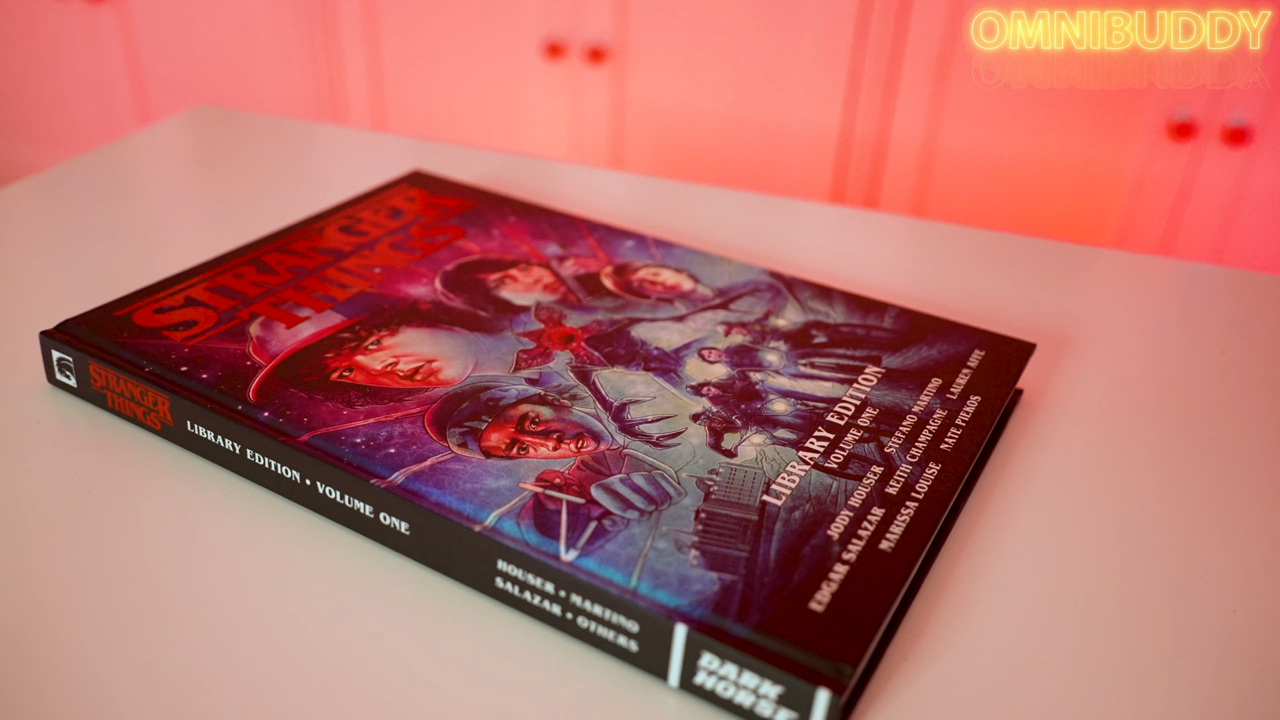 OMNIBUDDY
STRANGER
THINGS
LIBRARY EDITION
VOLUME ONE
JODY HOUSER STEFANO MARTINO
EDGAR SALAZAR KEITH CHAMPAGNE LAUREN AFFE
MARISSA LOUISE NATE PIEKOS
STRANGER
THINGS
LIBRARY EDITION • VOLUME ONE
HOUSER • MARTINO
SALAZAR • OTHERS
DARK
HORSE